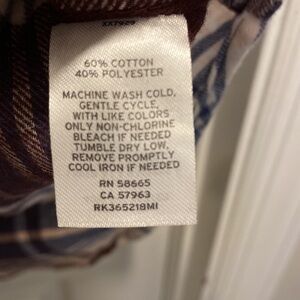 60% COTTON
40% POLYESTER
MACHINE WASH COLD,
GENTLE CYCLE,
WITH LIKE COLORS
ONLY NON-CHLORINE
BLEACH IF NEEDED
TUMBLE DRY LOW,
REMOVE PROMPTLY
COOL IRON IF NEEDED
RN 58665
CA 57963
RK365218MI